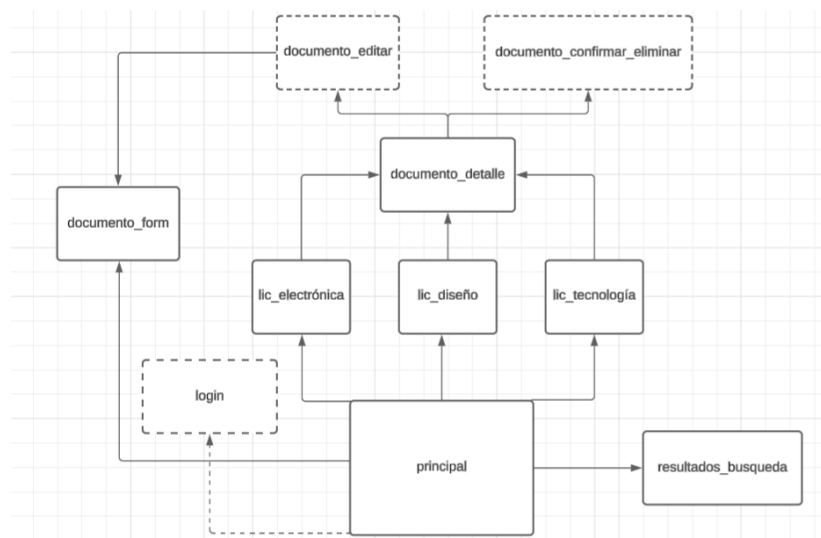 documento_editar
documento_confirmar_eliminar
documento_detalle
documento_form
lic_electrónica
lic_diseño
lic_tecnología
login
principal
resultados_busqueda